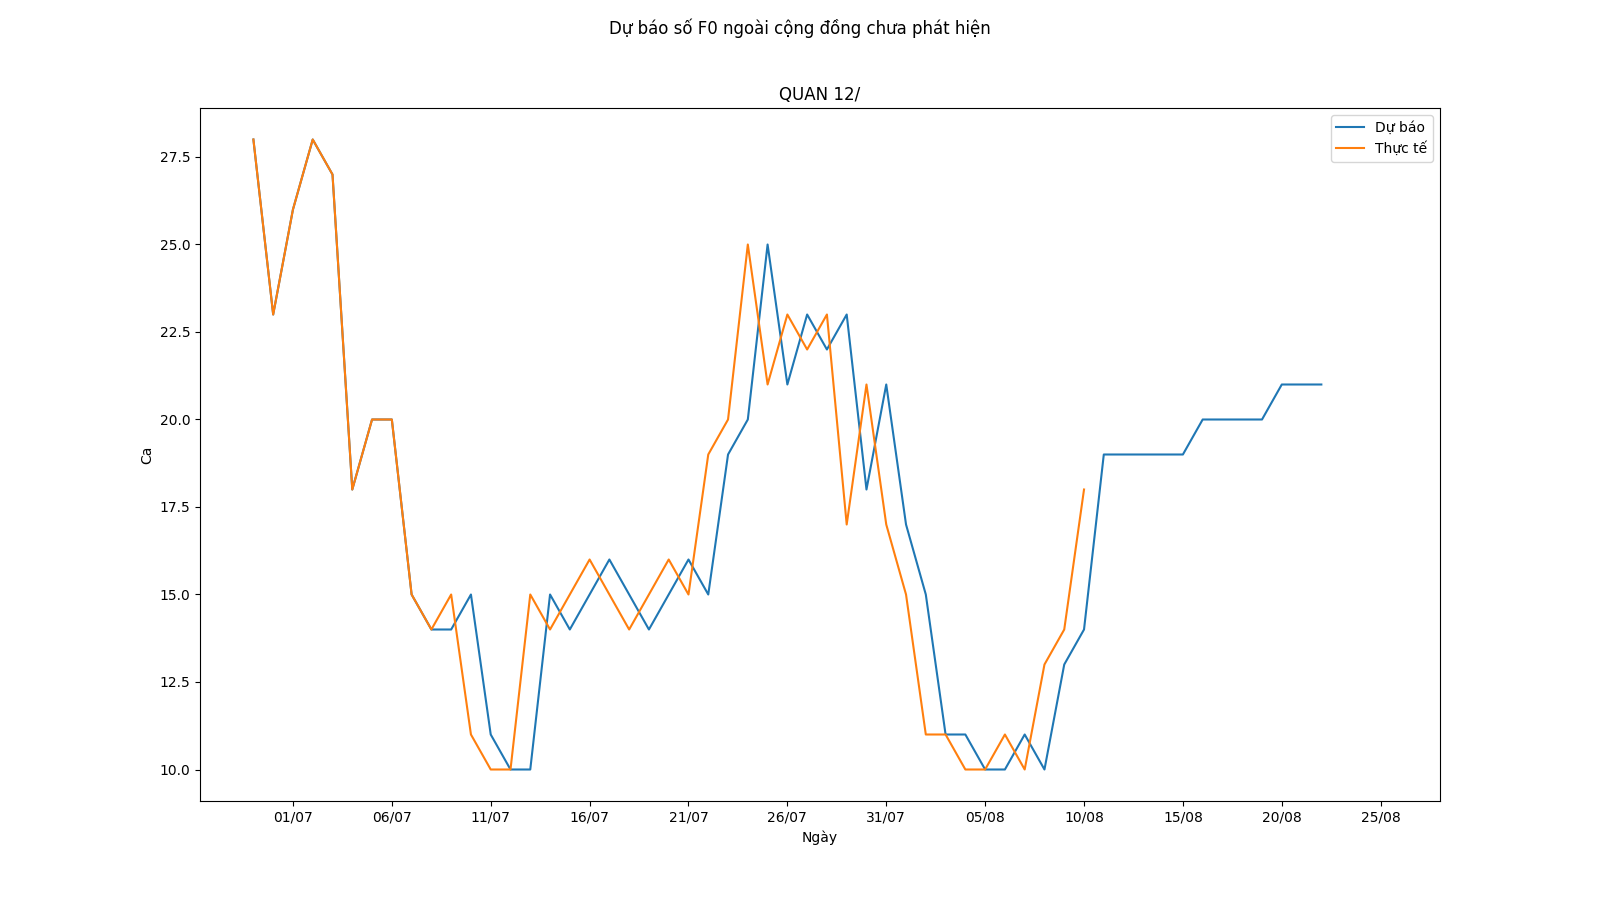 Dự báo số F0 ngoài cộng đồng chưa phát hiện
QUAN 12/
Dự báo
Thực tế
27.5
25.0
22.5
20.0
17.5
15.0
12.5
10.0
Ca
01/07 06/07 11/07 16/07 21/07 26/07 31/07 05/08 10/08 15/08 20/08 25/08
Ngày